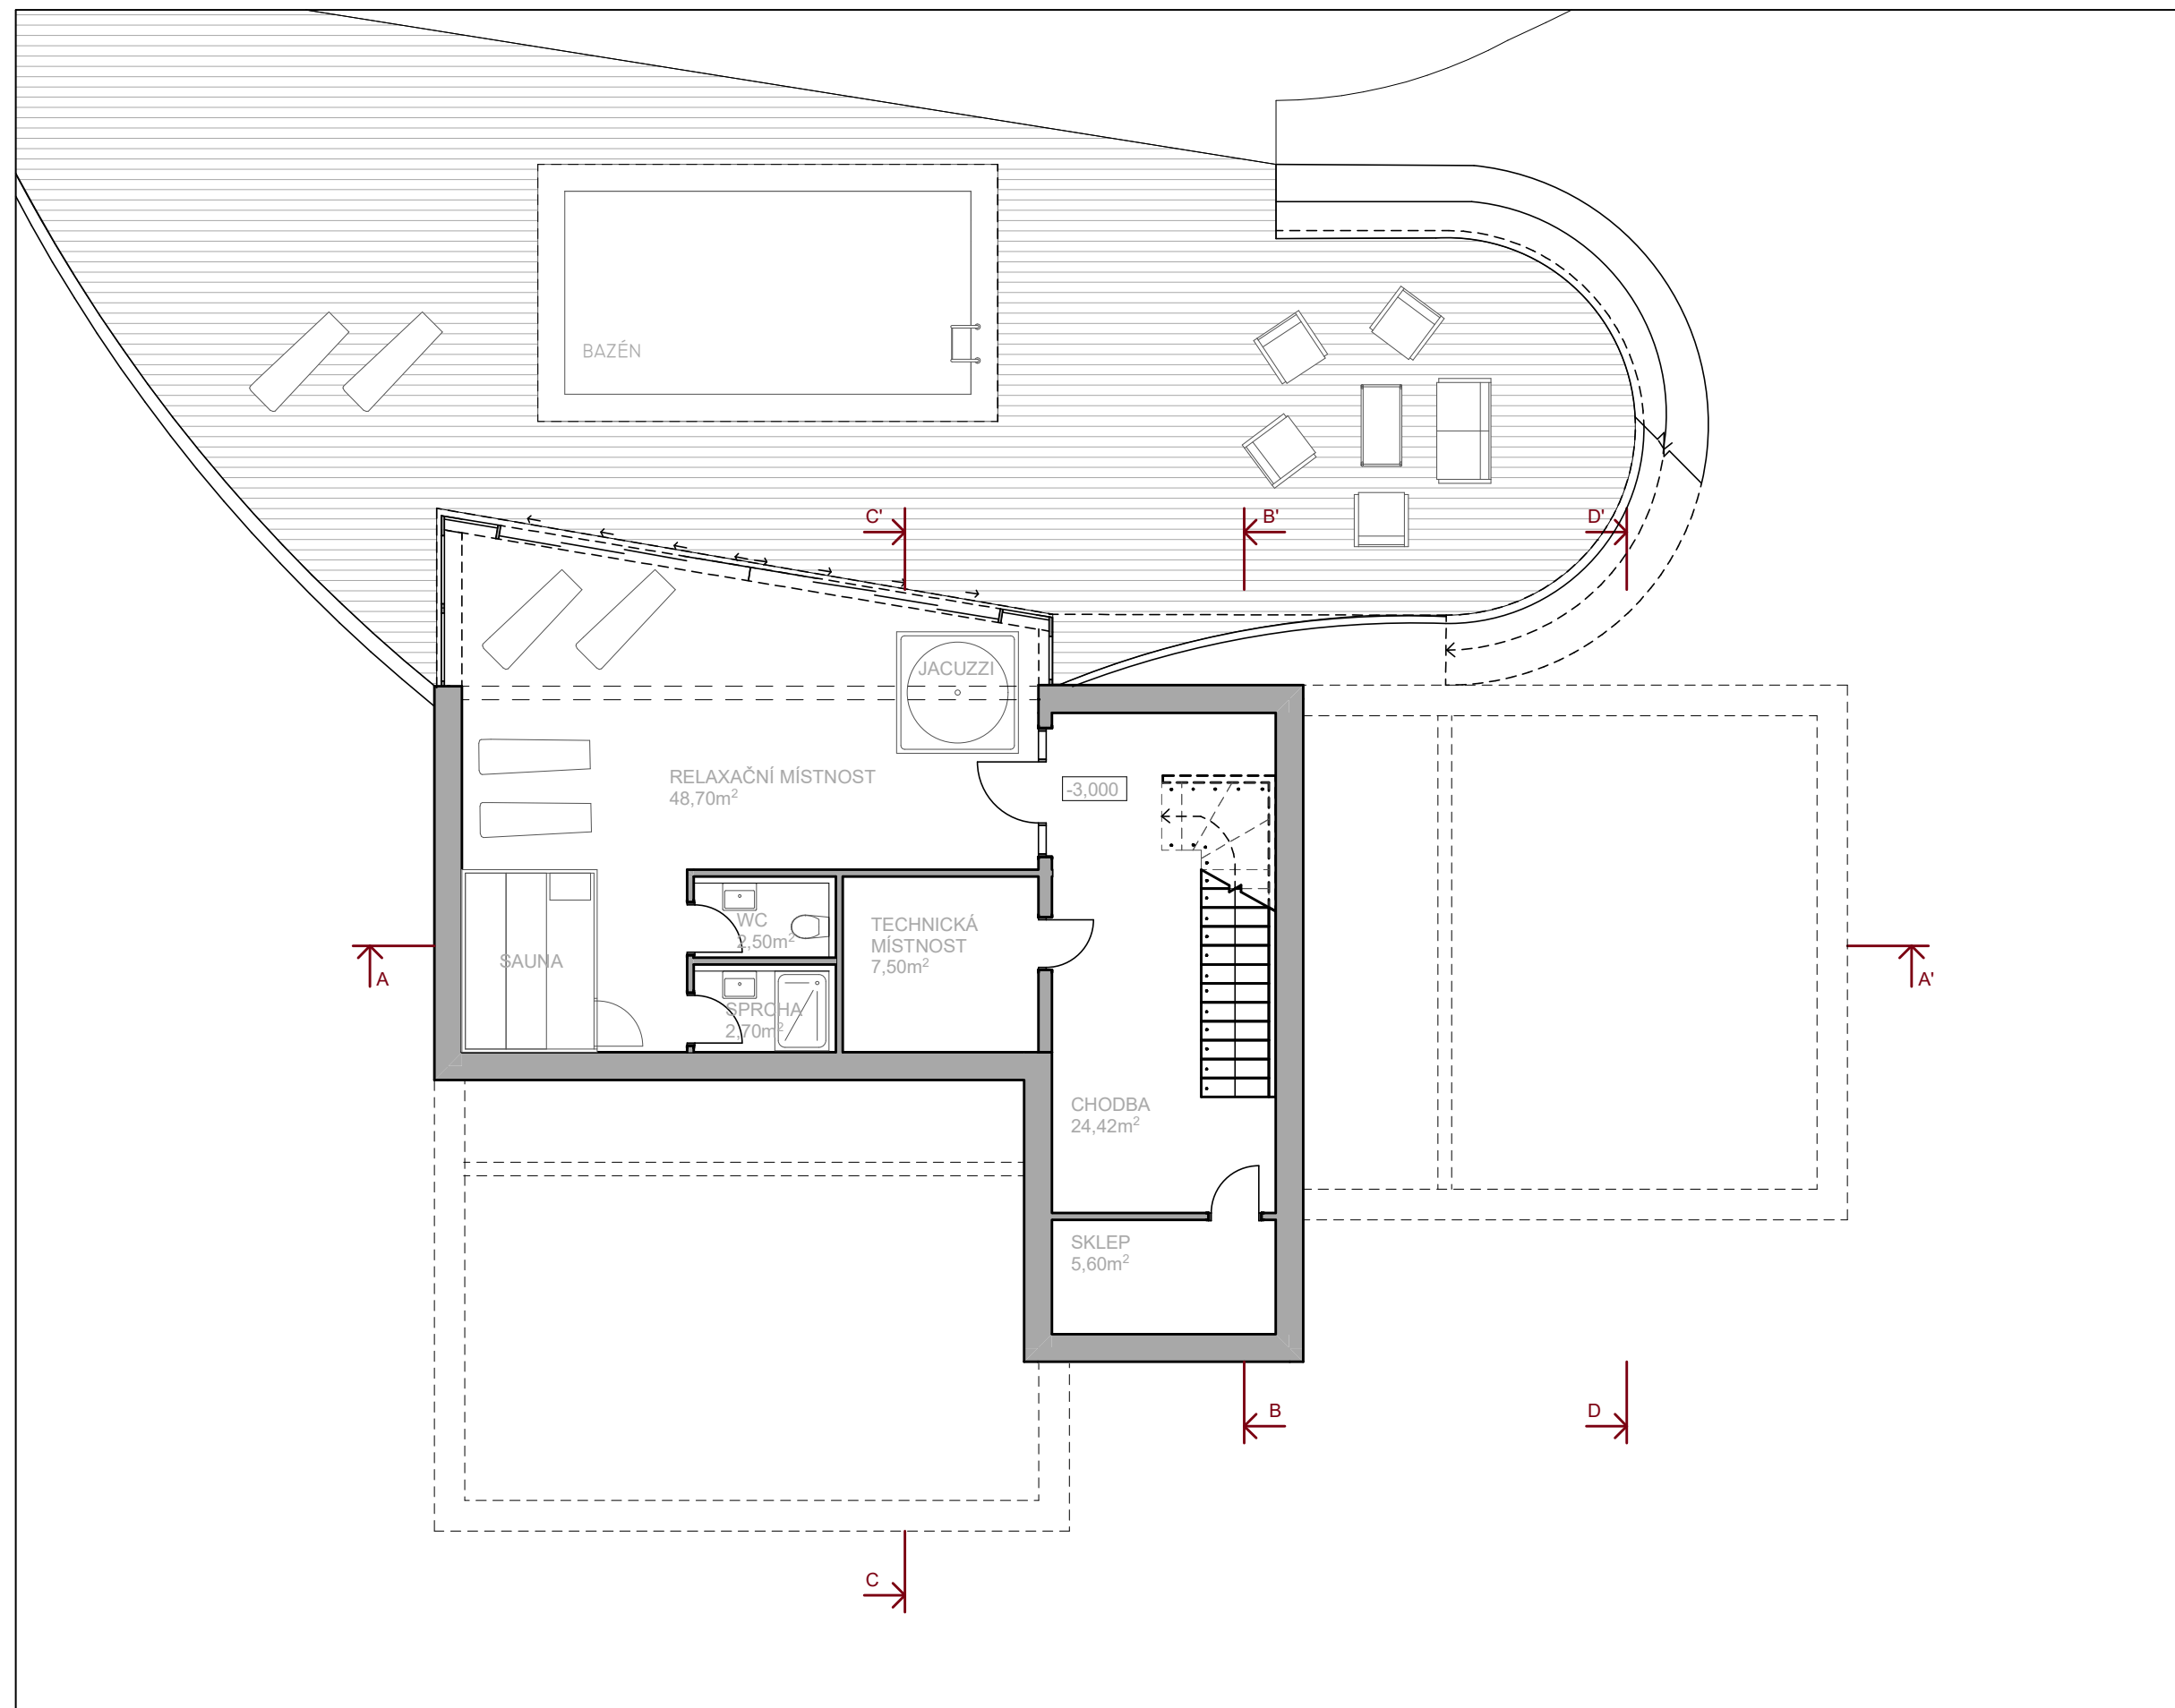 BAZÉN
C'
B'
D'
JACUZZI
RELAXAČNÍ MÍSTNOST
48,70m²
-3,000
WC
2,50m²
TECHNICKÁ
MÍSTNOST
7,50m²
SAUNA
A
A'
SPRCHA
2,70m²
CHODBA
24,42m²
SKLEP
5,60m²
B
D
C